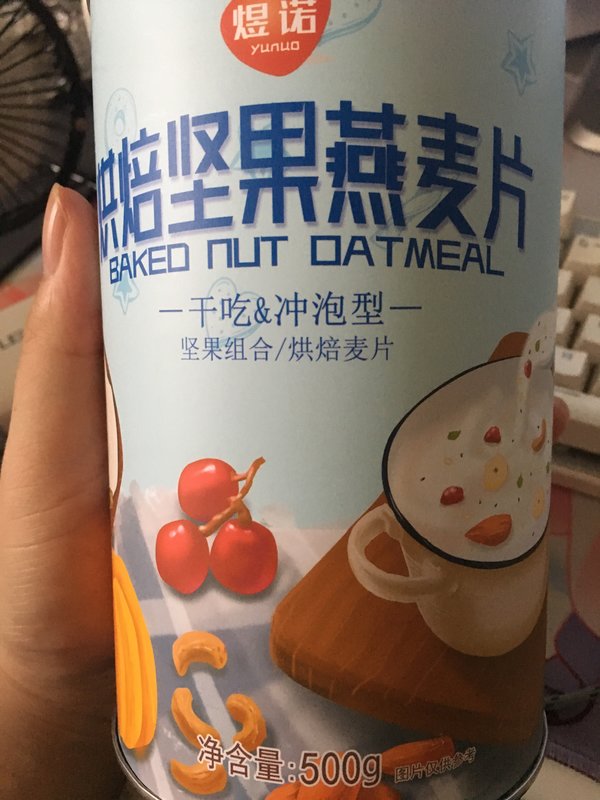 煜诺
yunuo
烘焙坚果燕麦片
BAKED NUT OATMEAL
干吃&冲泡型
坚果组合/烘焙麦片
净含量:500g
图片仅供参考